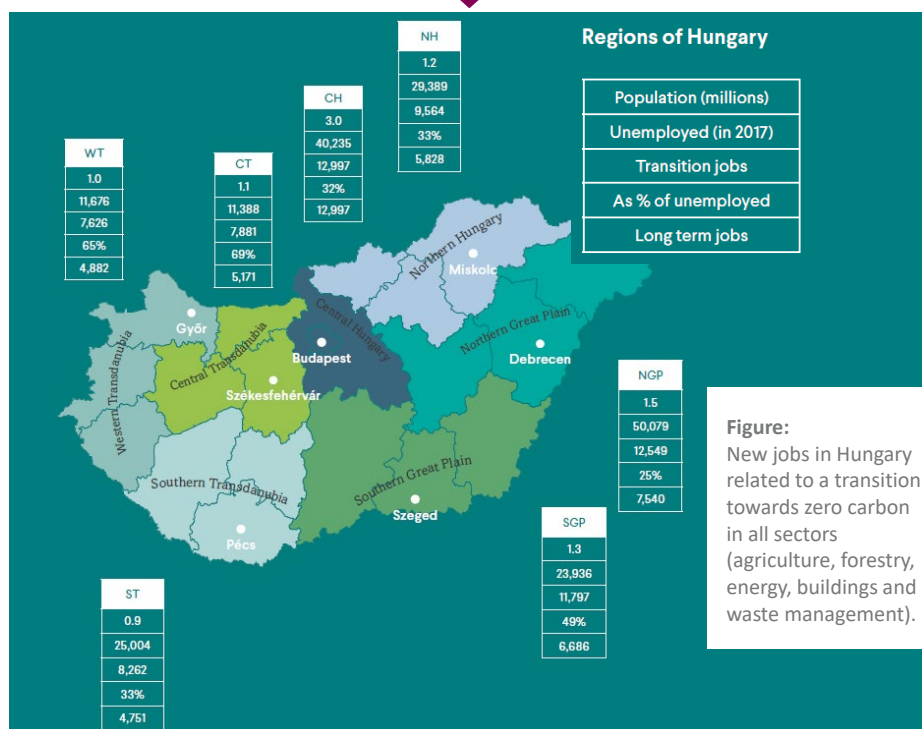 Regions of Hungary
Population (millions)
Unemployed (in 2017)
Transition jobs
As % of unemployed
Long term jobs
NH
1.2
29,389
9,564
33%
5,828
CH
3.0
40,235
12,997
32%
12,997
WT
1.0
11,676
7,626
65%
4,882
CT
1.1
11,388
7,881
69%
5,171
Northern Hungary
Miskolc
Győr
Central Hungary
Budapest
Northern Great Plain
Debrecen
Western Transdanubia
Central Transdanubia
Székesfehérvár
Southern Transdanubia
Pécs
Southern Great Plain
Szeged
NGP
1.5
50,079
12,549
25%
7,540
SGP
1.3
23,936
11,797
49%
6,686
ST
0.9
25,004
8,262
33%
4,751
Figure:
New jobs in Hungary
related to a transition
towards zero carbon
in all sectors
(agriculture, forestry,
energy, buildings and
waste management).